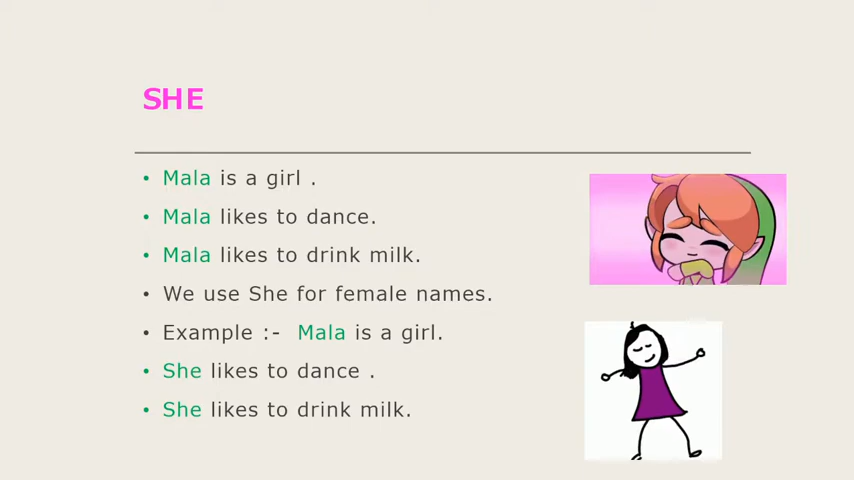 SHE
• Mala is a girl .
• Mala likes to dance.
• Mala likes to drink milk.
• We use She for female names.
• Example :-  Mala is a girl.
• She likes to dance .
• She likes to drink milk.